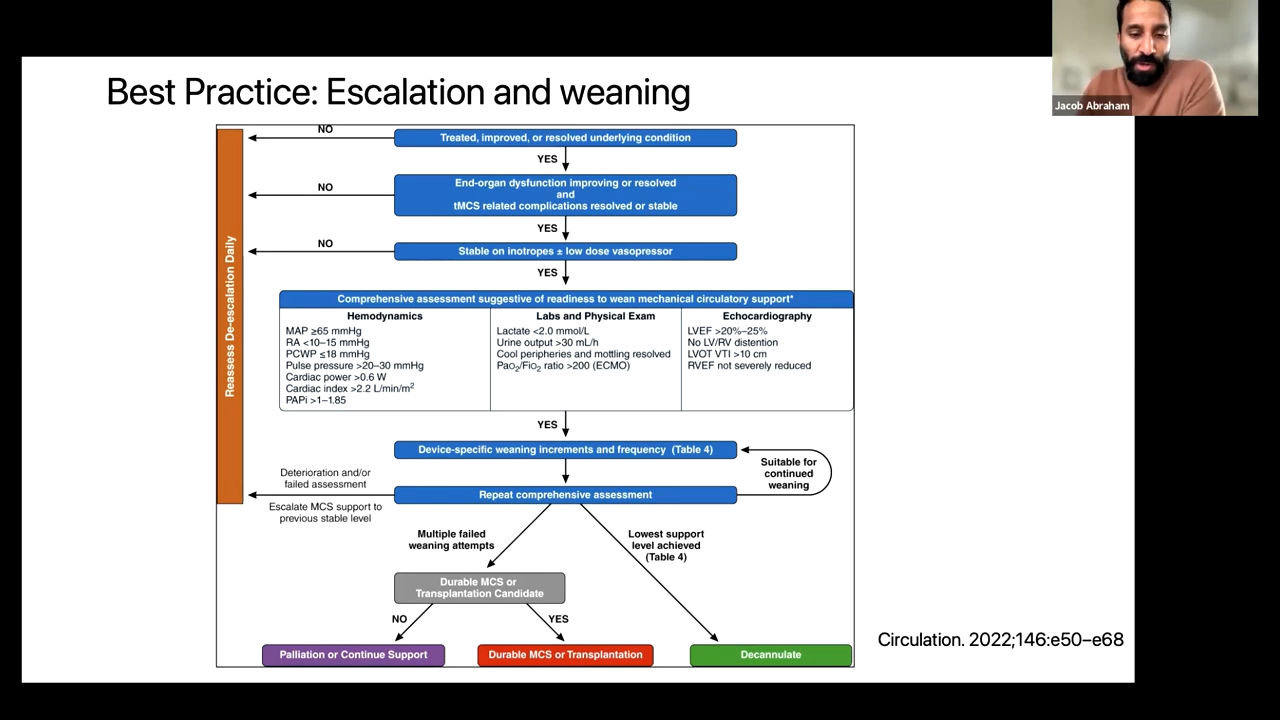 Jacob Abraham
Best Practice: Escalation and weaning
NO
Treated, improved, or resolved underlying condition
YES
NO
End-organ dysfunction improving or resolved
and
tMCS related complications resolved or stable
YES
NO
Stable on inotropes ± low dose vasopressor
YES
Reassess De-escalation Daily
Comprehensive assessment suggestive of readiness to wean mechanical circulatory support*
Hemodynamics
MAP ≥65 mmHg
RA <10–15 mmHg
PCWP ≤18 mmHg
Pulse pressure >20–30 mmHg
Cardiac power >0.6 W
Cardiac index >2.2 L/min/m²
PAPi >1–1.85
Labs and Physical Exam
Lactate <2.0 mmol/L
Urine output >30 mL/h
Cool peripheries and mottling resolved
PaO₂/FiO₂ ratio >200 (ECMO)
Echocardiography
LVEF >20%–25%
No LV/RV distention
LVOT VTI >10 cm
RVEF not severely reduced
YES
Device-specific weaning increments and frequency (Table 4)
Suitable for
continued
weaning
Deterioration and/or
failed assessment
Repeat comprehensive assessment
Escalate MCS support to
previous stable level
Multiple failed
weaning attempts
Lowest support
level achieved
(Table 4)
Durable MCS or
Transplantation Candidate
NO
YES
Palliation or Continue Support
Durable MCS or Transplantation
Decannulate
Circulation. 2022;146:e50–e68